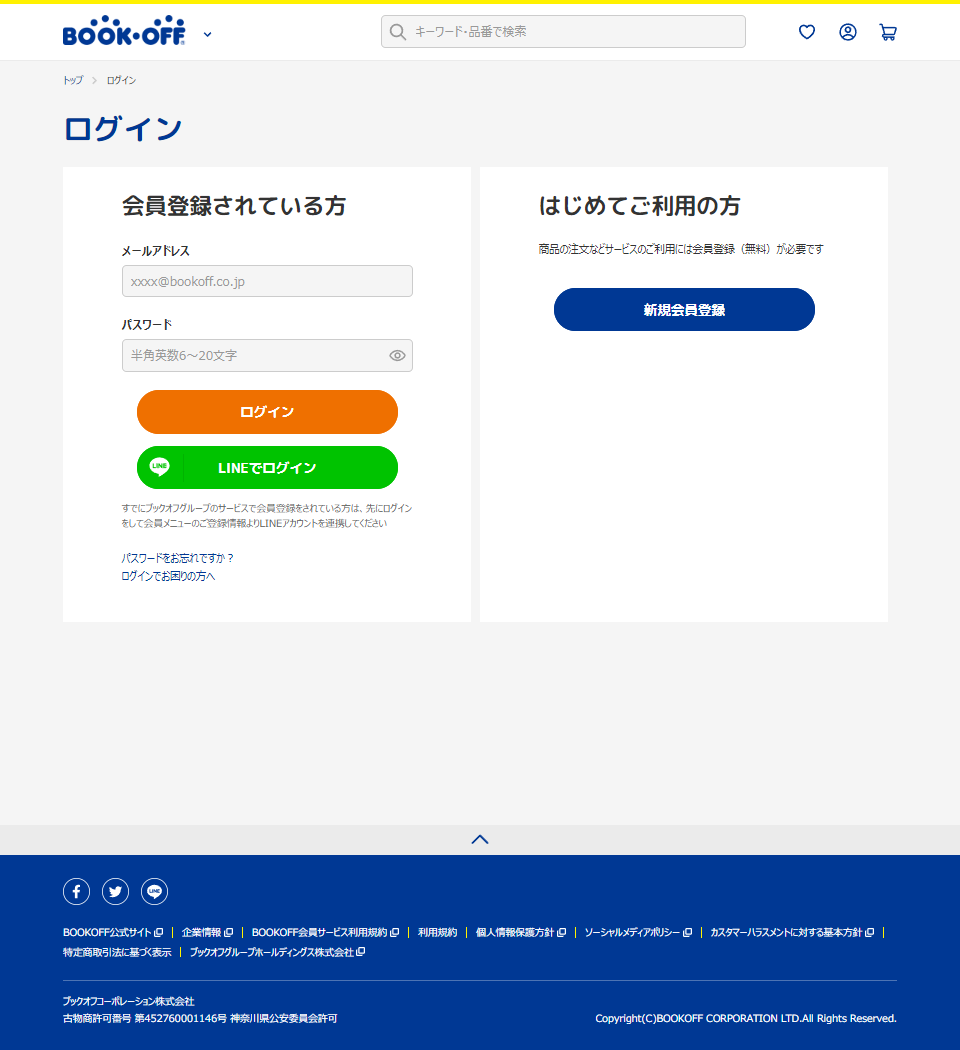 BOOK•OFF
キーワード・品番で検索
トップ ログイン
ログイン
会員登録されている方
メールアドレス
xxxx@bookoff.co.jp
パスワード
半角英数6〜20文字
ログイン
LINE LINEでログイン
すでにブックオフグループのサービスで会員登録をされている方は、先にログイン
をして会員メニューのご登録情報よりLINEアカウントを連携してください
パスワードをお忘れですか？
ログインでお困りの方へ
はじめてご利用の方
商品の注文などサービスのご利用には会員登録（無料）が必要です
新規会員登録
LINE
BOOKOFF公式サイト 企業情報 BOOKOFF会員サービス利用規約 利用規約 個人情報保護方針 ソーシャルメディアポリシー カスタマーハラスメントに対する基本方針
特定商取引法に基づく表示 ブックオフグループホールディングス株式会社
ブックオフコーポレーション株式会社
古物商許可番号 第452760001146号 神奈川県公安委員会許可
Copyright(C)BOOKOFF CORPORATION LTD.All Rights Reserved.